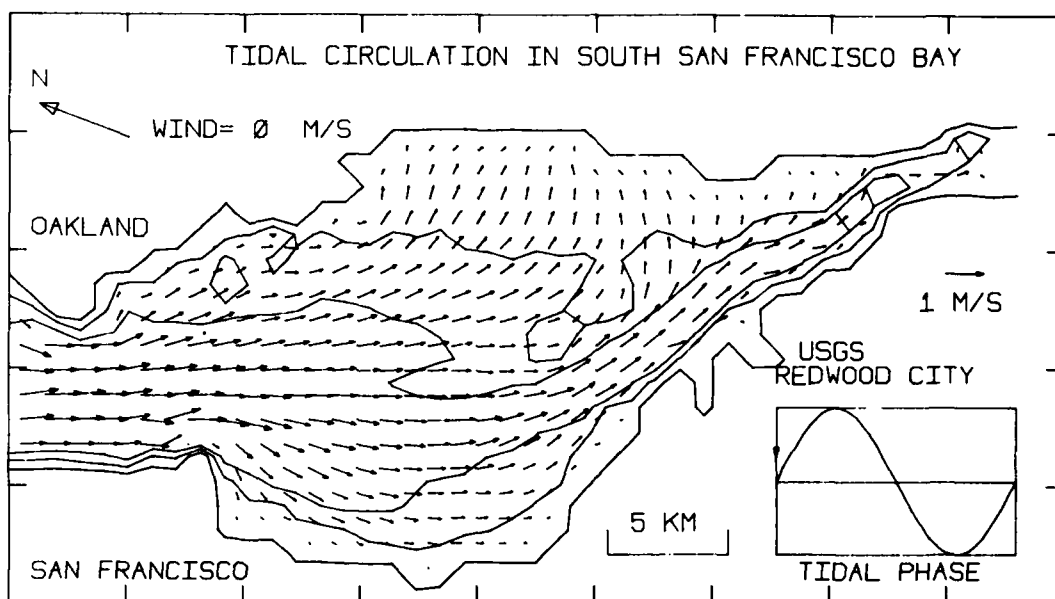 TIDAL CIRCULATION IN SOUTH SAN FRANCISCO BAY
N
WIND= Ø M/S
OAKLAND
1 M/S
USGS
REDWOOD CITY
5 KM
SAN FRANCISCO
TIDAL PHASE